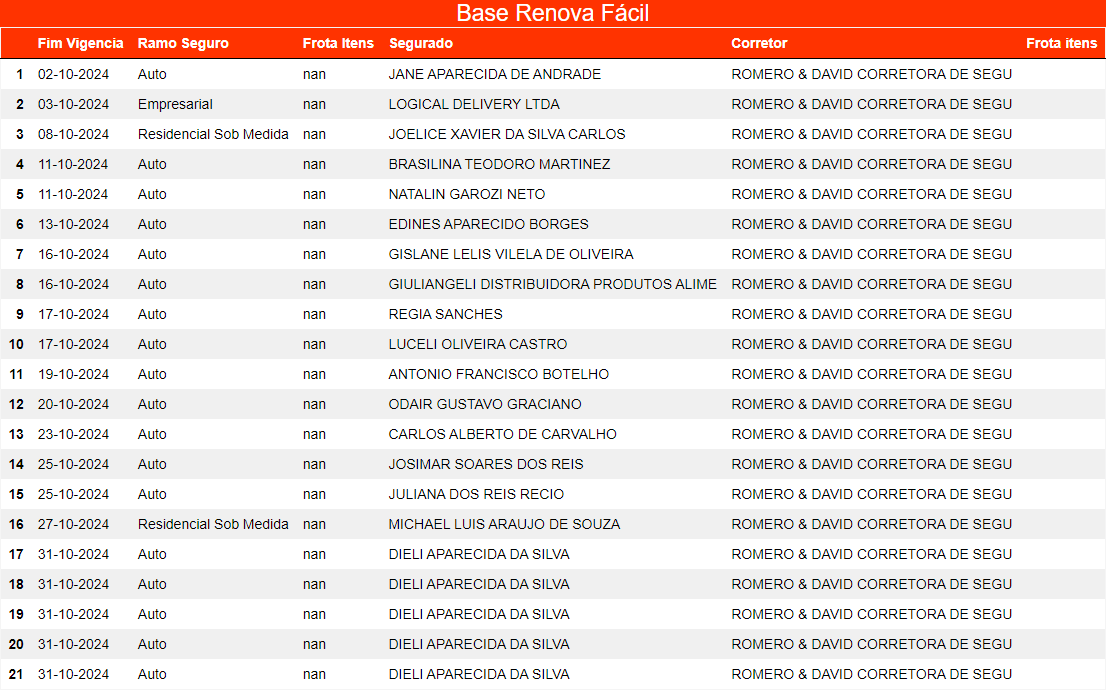 Base Renova Fácil
Fim Vigencia Ramo Seguro Frota Itens Segurado Corretor Frota itens
1 02-10-2024 Auto nan JANE APARECIDA DE ANDRADE ROMERO & DAVID CORRETORA DE SEGU
2 03-10-2024 Empresarial nan LOGICAL DELIVERY LTDA ROMERO & DAVID CORRETORA DE SEGU
3 08-10-2024 Residencial Sob Medida nan JOELICE XAVIER DA SILVA CARLOS ROMERO & DAVID CORRETORA DE SEGU
4 11-10-2024 Auto nan BRASILINA TEODORO MARTINEZ ROMERO & DAVID CORRETORA DE SEGU
5 11-10-2024 Auto nan NATALIN GAROZI NETO ROMERO & DAVID CORRETORA DE SEGU
6 13-10-2024 Auto nan EDINES APARECIDO BORGES ROMERO & DAVID CORRETORA DE SEGU
7 16-10-2024 Auto nan GISLANE LELIS VILELA DE OLIVEIRA ROMERO & DAVID CORRETORA DE SEGU
8 16-10-2024 Auto nan GIULIANGELI DISTRIBUIDORA PRODUTOS ALIME ROMERO & DAVID CORRETORA DE SEGU
9 17-10-2024 Auto nan REGIA SANCHES ROMERO & DAVID CORRETORA DE SEGU
10 17-10-2024 Auto nan LUCELI OLIVEIRA CASTRO ROMERO & DAVID CORRETORA DE SEGU
11 19-10-2024 Auto nan ANTONIO FRANCISCO BOTELHO ROMERO & DAVID CORRETORA DE SEGU
12 20-10-2024 Auto nan ODAIR GUSTAVO GRACIANO ROMERO & DAVID CORRETORA DE SEGU
13 23-10-2024 Auto nan CARLOS ALBERTO DE CARVALHO ROMERO & DAVID CORRETORA DE SEGU
14 25-10-2024 Auto nan JOSIMAR SOARES DOS REIS ROMERO & DAVID CORRETORA DE SEGU
15 25-10-2024 Auto nan JULIANA DOS REIS RECIO ROMERO & DAVID CORRETORA DE SEGU
16 27-10-2024 Residencial Sob Medida nan MICHAEL LUIS ARAUJO DE SOUZA ROMERO & DAVID CORRETORA DE SEGU
17 31-10-2024 Auto nan DIELI APARECIDA DA SILVA ROMERO & DAVID CORRETORA DE SEGU
18 31-10-2024 Auto nan DIELI APARECIDA DA SILVA ROMERO & DAVID CORRETORA DE SEGU
19 31-10-2024 Auto nan DIELI APARECIDA DA SILVA ROMERO & DAVID CORRETORA DE SEGU
20 31-10-2024 Auto nan DIELI APARECIDA DA SILVA ROMERO & DAVID CORRETORA DE SEGU
21 31-10-2024 Auto nan DIELI APARECIDA DA SILVA ROMERO & DAVID CORRETORA DE SEGU